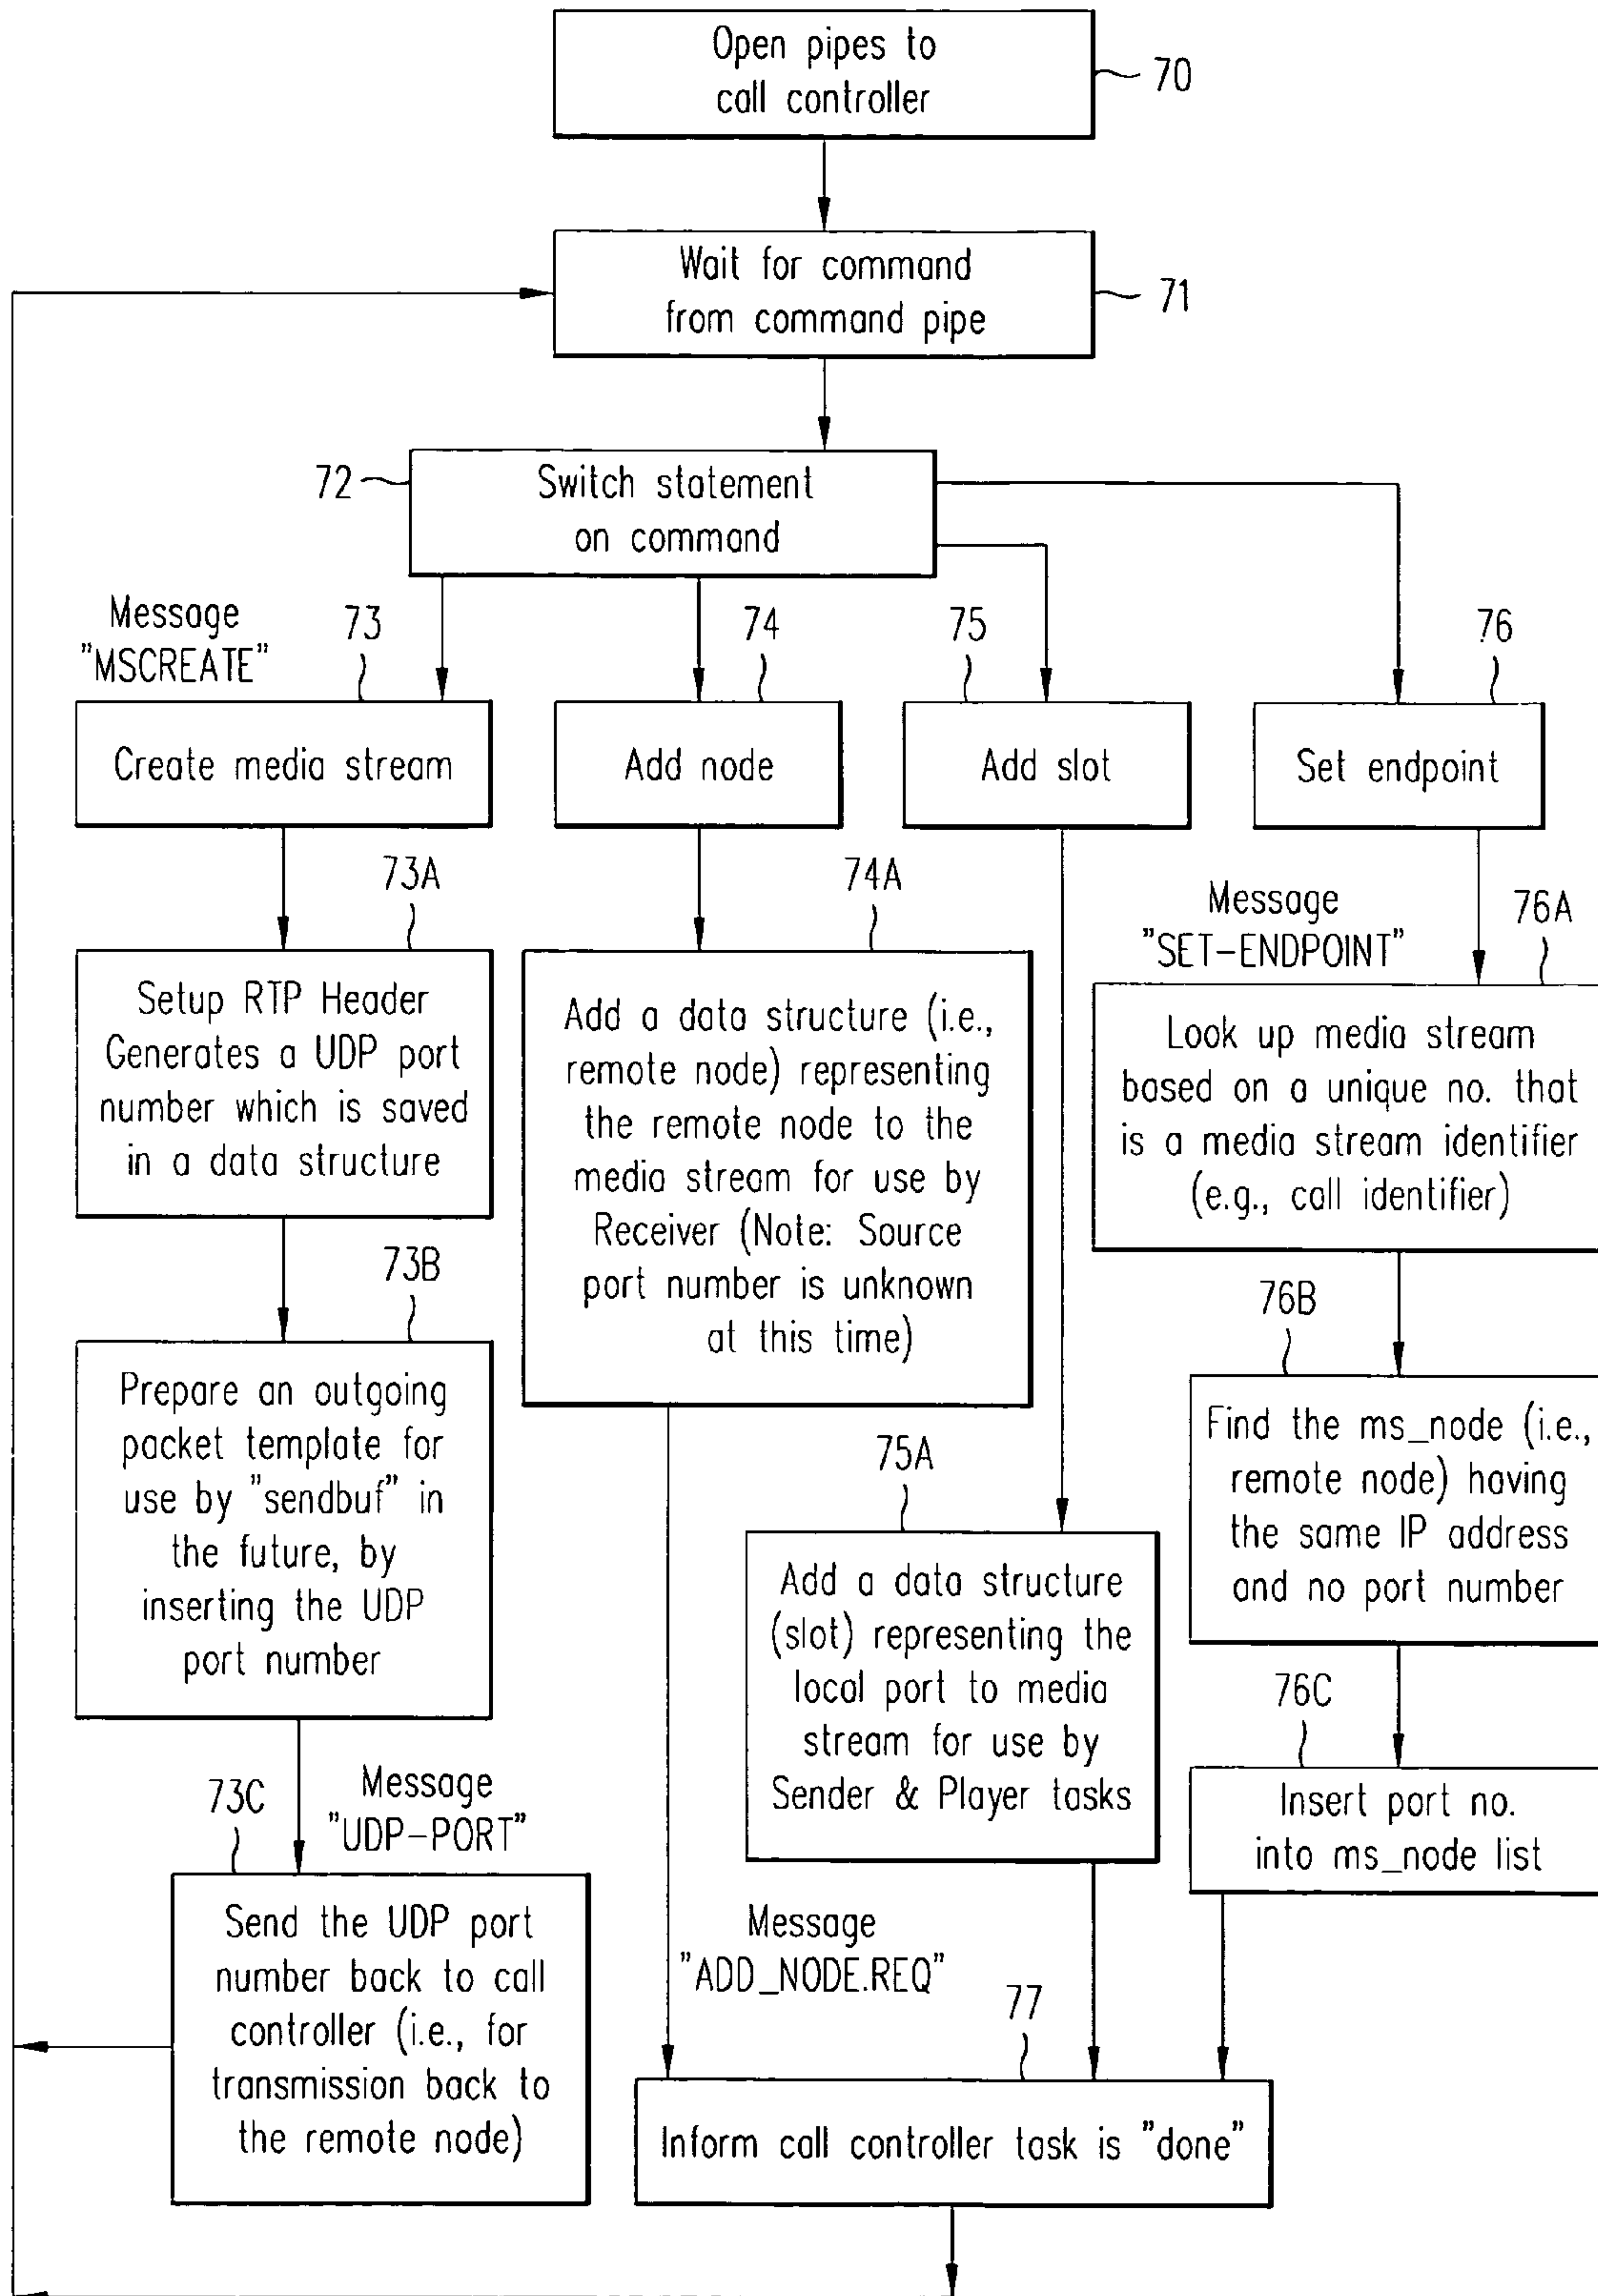 Open pipes to
call controller
70
Wait for command
from command pipe
71
72
Switch statement
on command
Message
"MSCREATE"
73
74
75
76
Create media stream
Add node
Add slot
Set endpoint
73A
74A
Message
"SET-ENDPOINT"
76A
Setup RTP Header
Generates a UDP port
number which is saved
in a data structure
Add a data structure (i.e.,
remote node) representing
the remote node to the
media stream for use by
Receiver (Note: Source
port number is unknown
at this time)
Look up media stream
based on a unique no. that
is a media stream identifier
(e.g., call identifier)
73B
76B
Prepare an outgoing
packet template for
use by "sendbuf" in
the future, by
inserting the UDP
port number
75A
Find the ms_node (i.e.,
remote node) having
the same IP address
and no port number
Add a data structure
(slot) representing the
local port to media
stream for use by
Sender & Player tasks
76C
73C
Message
"UDP-PORT"
Insert port no.
into ms_node list
Send the UDP port
number back to call
controller (i.e., for
transmission back to
the remote node)
Message
"ADD_NODE.REQ"
77
Inform call controller task is "done"